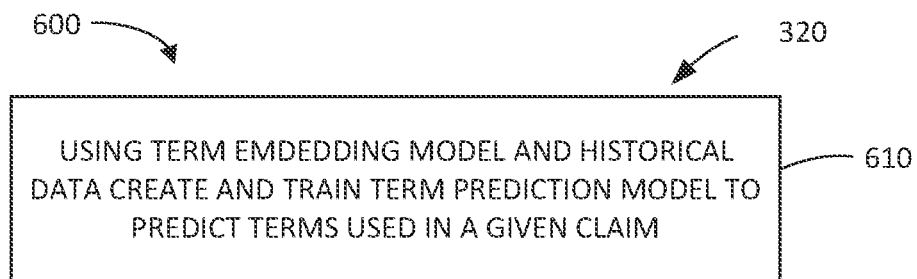 600
320
USING TERM EMDEDDING MODEL AND HISTORICAL
DATA CREATE AND TRAIN TERM PREDICTION MODEL TO
PREDICT TERMS USED IN A GIVEN CLAIM
610